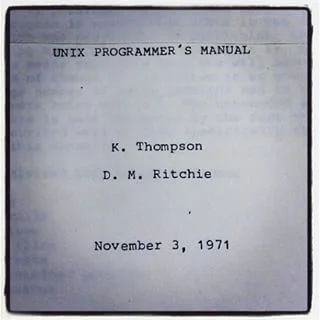 UNIX PROGRAMMER'S MANUAL
K. Thompson
D. M. Ritchie
November 3, 1971